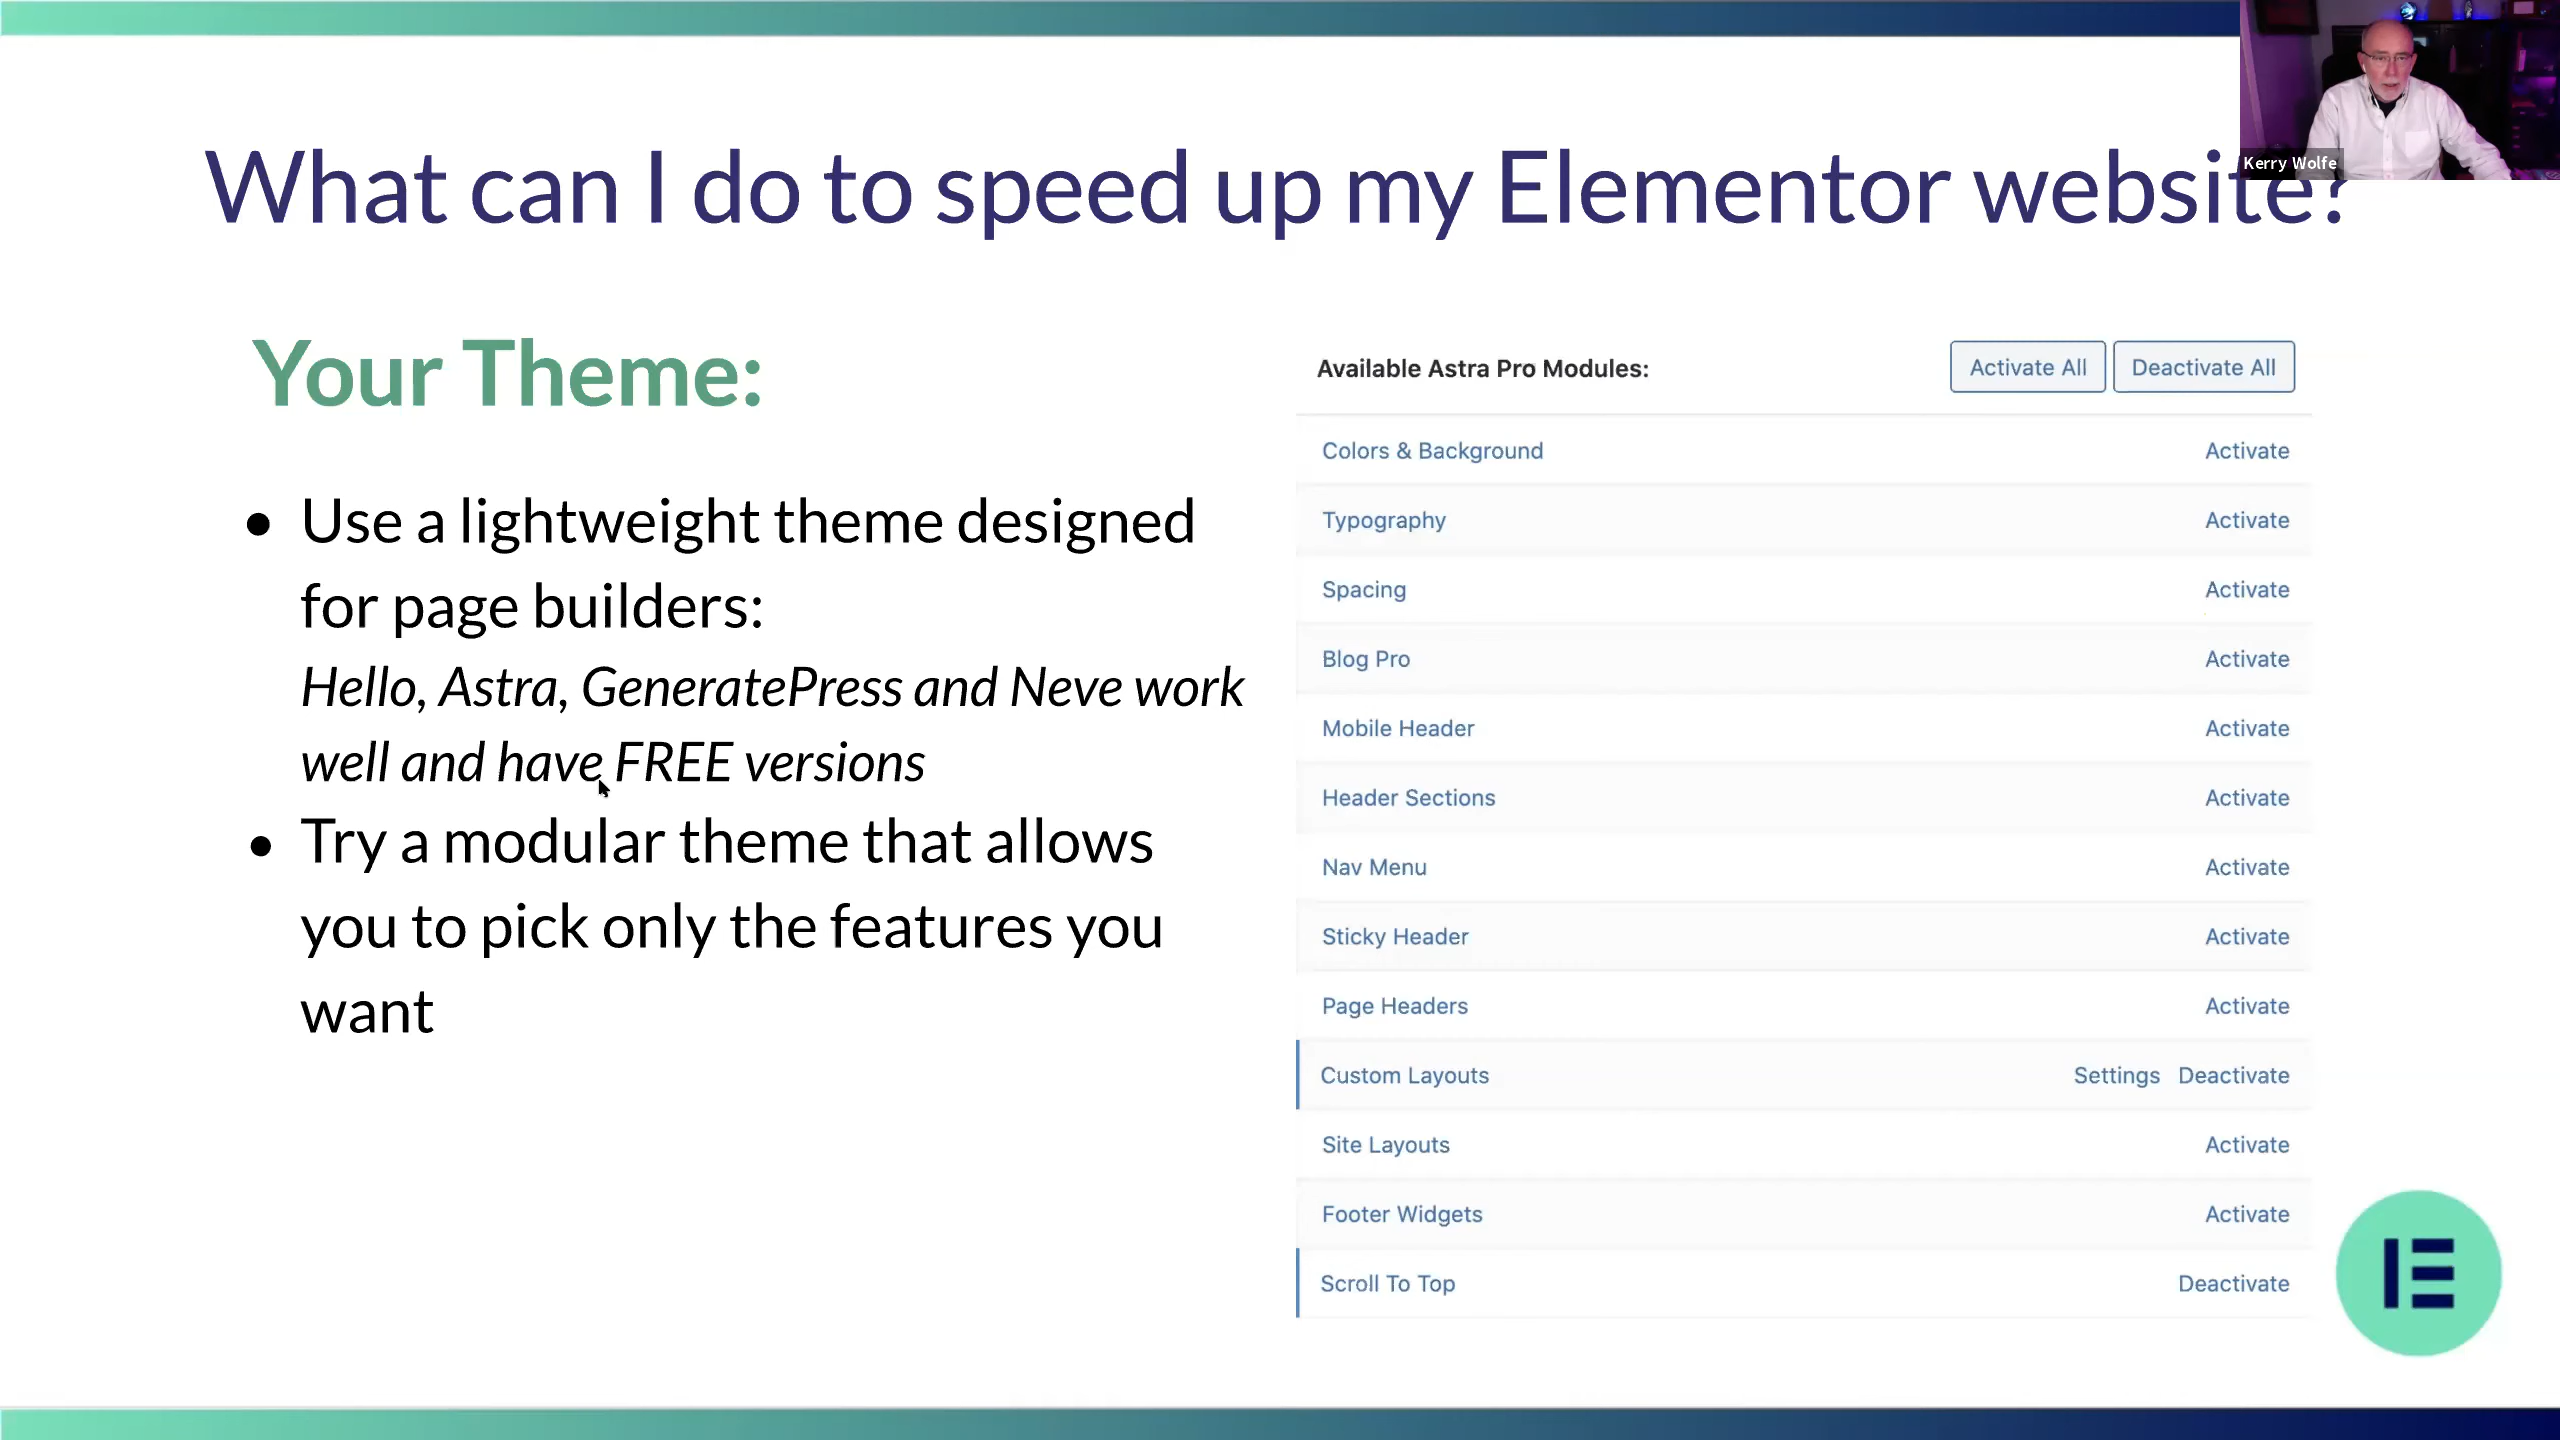 Kerry Wolfe
What can I do to speed up my Elementor website?
Your Theme:
• Use a lightweight theme designed
for page builders:
Hello, Astra, GeneratePress and Neve work
well and have FREE versions
• Try a modular theme that allows
you to pick only the features you
want
Available Astra Pro Modules: Activate All Deactivate All
Colors & Background Activate
Typography Activate
Spacing Activate
Blog Pro Activate
Mobile Header Activate
Header Sections Activate
Nav Menu Activate
Sticky Header Activate
Page Headers Activate
Custom Layouts Settings Deactivate
Site Layouts Activate
Footer Widgets Activate
Scroll To Top Deactivate